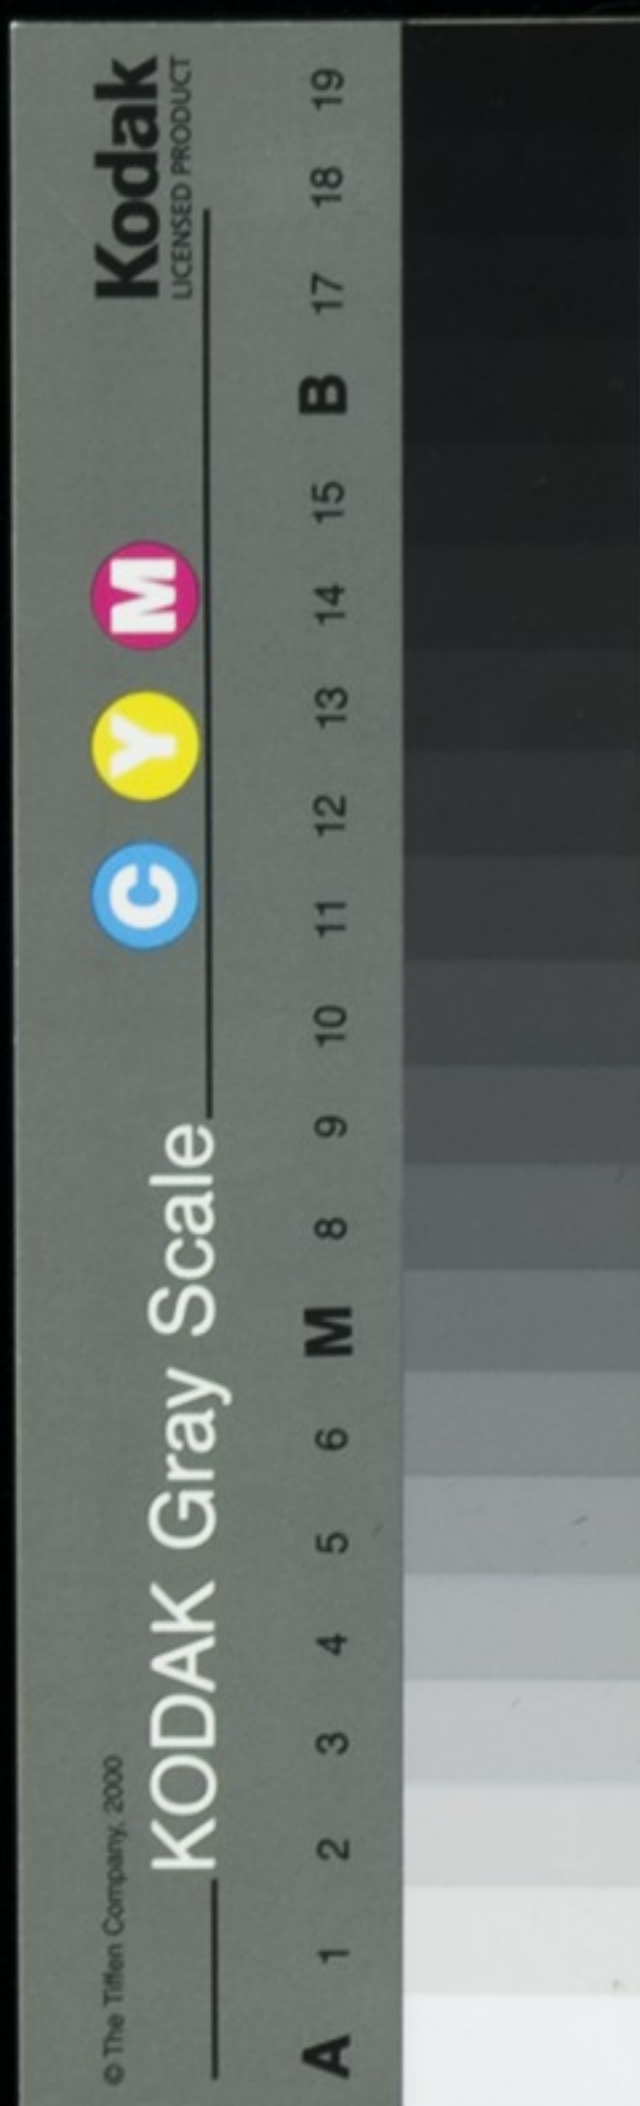 © The Tiffen Company, 2000
KODAK Gray Scale
C Y M
Kodak
LICENSED PRODUCT
A 1 2 3 4 5 6 M 8 9 10 11 12 13 14 15 B 17 18 19